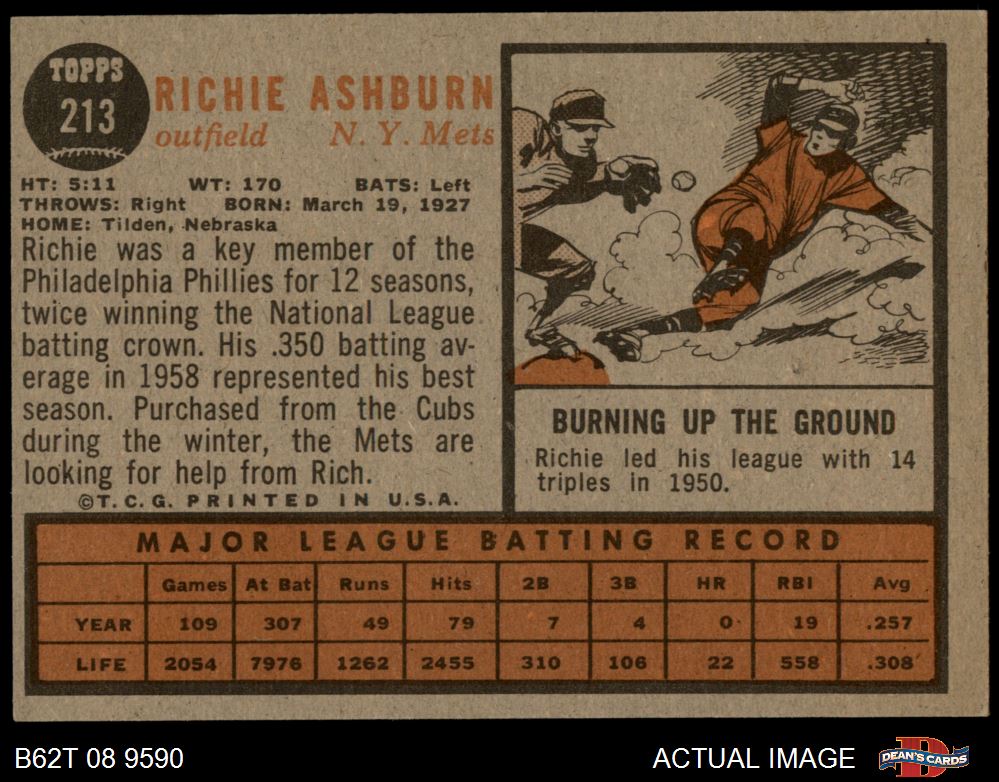 TOPPS
213
RICHIE ASHBURN
outfield N. Y. Mets
HT: 5:11 WT: 170 BATS: Left
THROWS: Right BORN: March 19, 1927
HOME: Tilden, Nebraska
Richie was a key member of the
Philadelphia Phillies for 12 seasons,
twice winning the National League
batting crown. His .350 batting av-
erage in 1958 represented his best
season. Purchased from the Cubs
during the winter, the Mets are
looking for help from Rich.
©T.C.G. PRINTED IN U.S.A.
BURNING UP THE GROUND
Richie led his league with 14
triples in 1950.
MAJOR LEAGUE BATTING RECORD
Games At Bat Runs Hits 2B 3B HR RBI Avg
YEAR 109 307 49 79 7 4 0 19 .257
LIFE 2054 7976 1262 2455 310 106 22 558 .308
B62T 08 9590 ACTUAL IMAGE DEAN'S CARDS